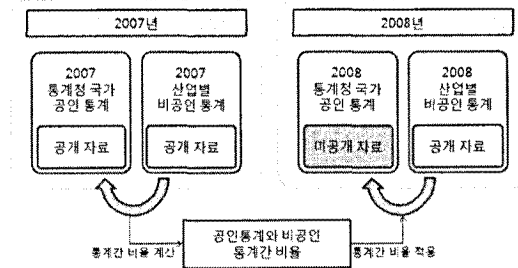 2007년
2008년
2007
통계청 국가
공인 통계
공개 자료
2007
산업별
비공인 통계
공개 자료
2008
통계청 국가
공인 통계
미공개 자료
2008
산업별
비공인 통계
공개 자료
통계간 비율 계산
공인통계와 비공인
통계간 비율
통계간 비율 적용